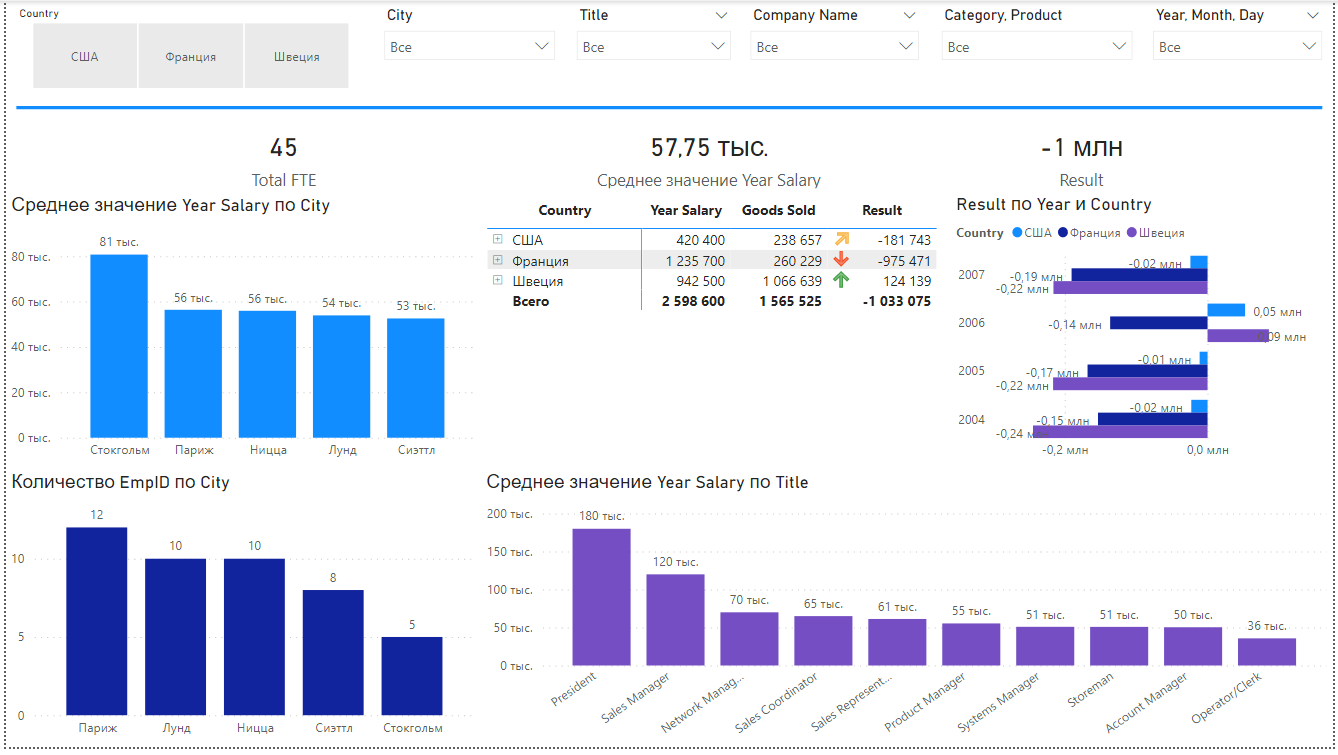 Country
США
Франция
Швеция
City
Все
Title
Все
Company Name
Все
Category, Product
Все
Year, Month, Day
Все
45
Total FTE
57,75 тыс.
Среднее значение Year Salary
-1 млн
Result
Среднее значение Year Salary по City
80 тыс.
60 тыс.
40 тыс.
20 тыс.
0 тыс.
81 тыс.
56 тыс.
56 тыс.
54 тыс.
53 тыс.
Стокгольм
Париж
Ницца
Лунд
Сиэттл
Country Year Salary Goods Sold Result
США 420 400 238 657 -181 743
Франция 1 235 700 260 229 -975 471
Швеция 942 500 1 066 639 124 139
Всего 2 598 600 1 565 525 -1 033 075
Result по Year и Country
Country США Франция Швеция
2007
-0,02 млн
-0,19 млн
-0,22 млн
2006
0,05 млн
-0,14 млн
0,09 млн
2005
-0,01 млн
-0,17 млн
-0,22 млн
2004
-0,02 млн
-0,15 млн
-0,24 млн
-0,2 млн
0,0 млн
Количество EmpID по City
10
5
0
12
10
10
8
5
Париж
Лунд
Ницца
Сиэттл
Стокгольм
Среднее значение Year Salary по Title
200 тыс.
150 тыс.
100 тыс.
50 тыс.
0 тыс.
180 тыс.
120 тыс.
70 тыс.
65 тыс.
61 тыс.
55 тыс.
51 тыс.
51 тыс.
50 тыс.
36 тыс.
President
Sales Manager
Network Manag...
Sales Coordinator
Sales Represent...
Product Manager
Systems Manager
Storeman
Account Manager
Operator/Clerk